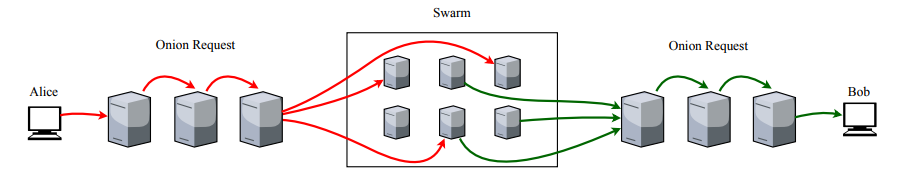 Swarm
Onion Request
Onion Request
Alice
Bob